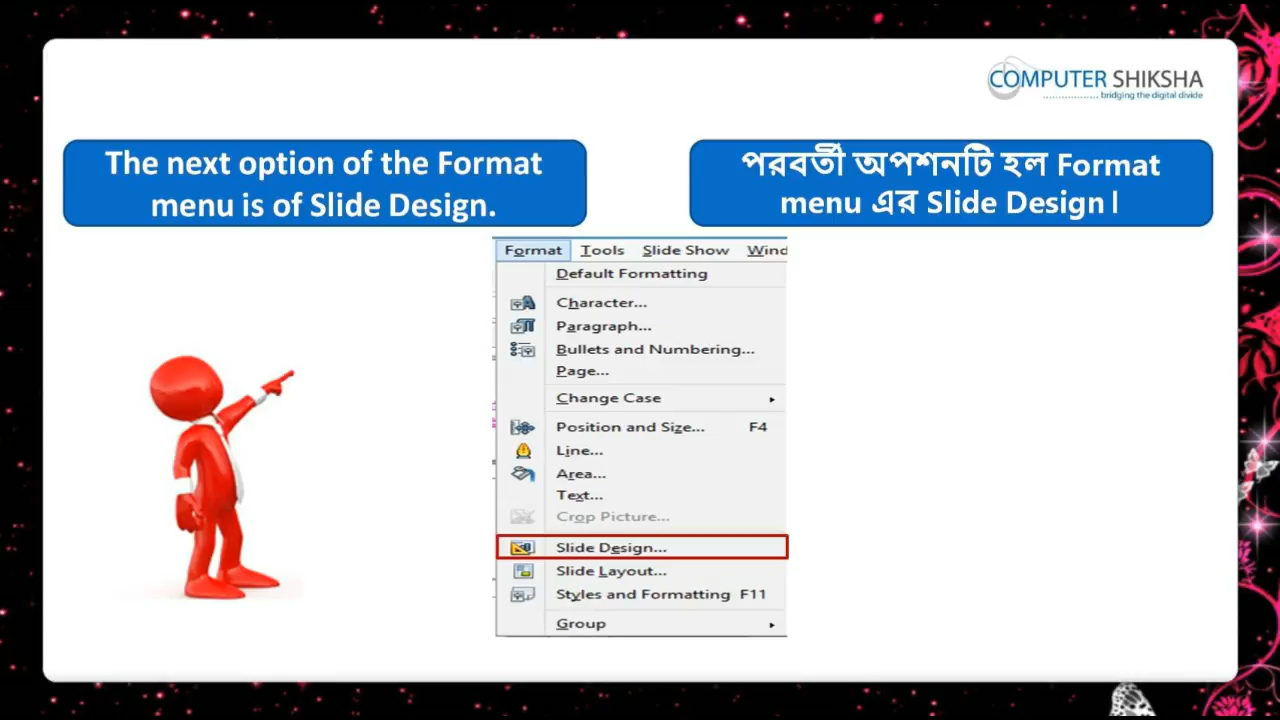 COMPUTER SHIKSHA
bridging the digital divide
The next option of the Format
menu is of Slide Design.
পরবর্তী অপশনটি হল Format
menu এর Slide Design।
Format Tools Slide Show Wind
Default Formatting
Character...
Paragraph...
Bullets and Numbering...
Page...
Change Case
Position and Size... F4
Line...
Area...
Text...
Crop Picture...
Slide Design...
Slide Layout...
Styles and Formatting F11
Group